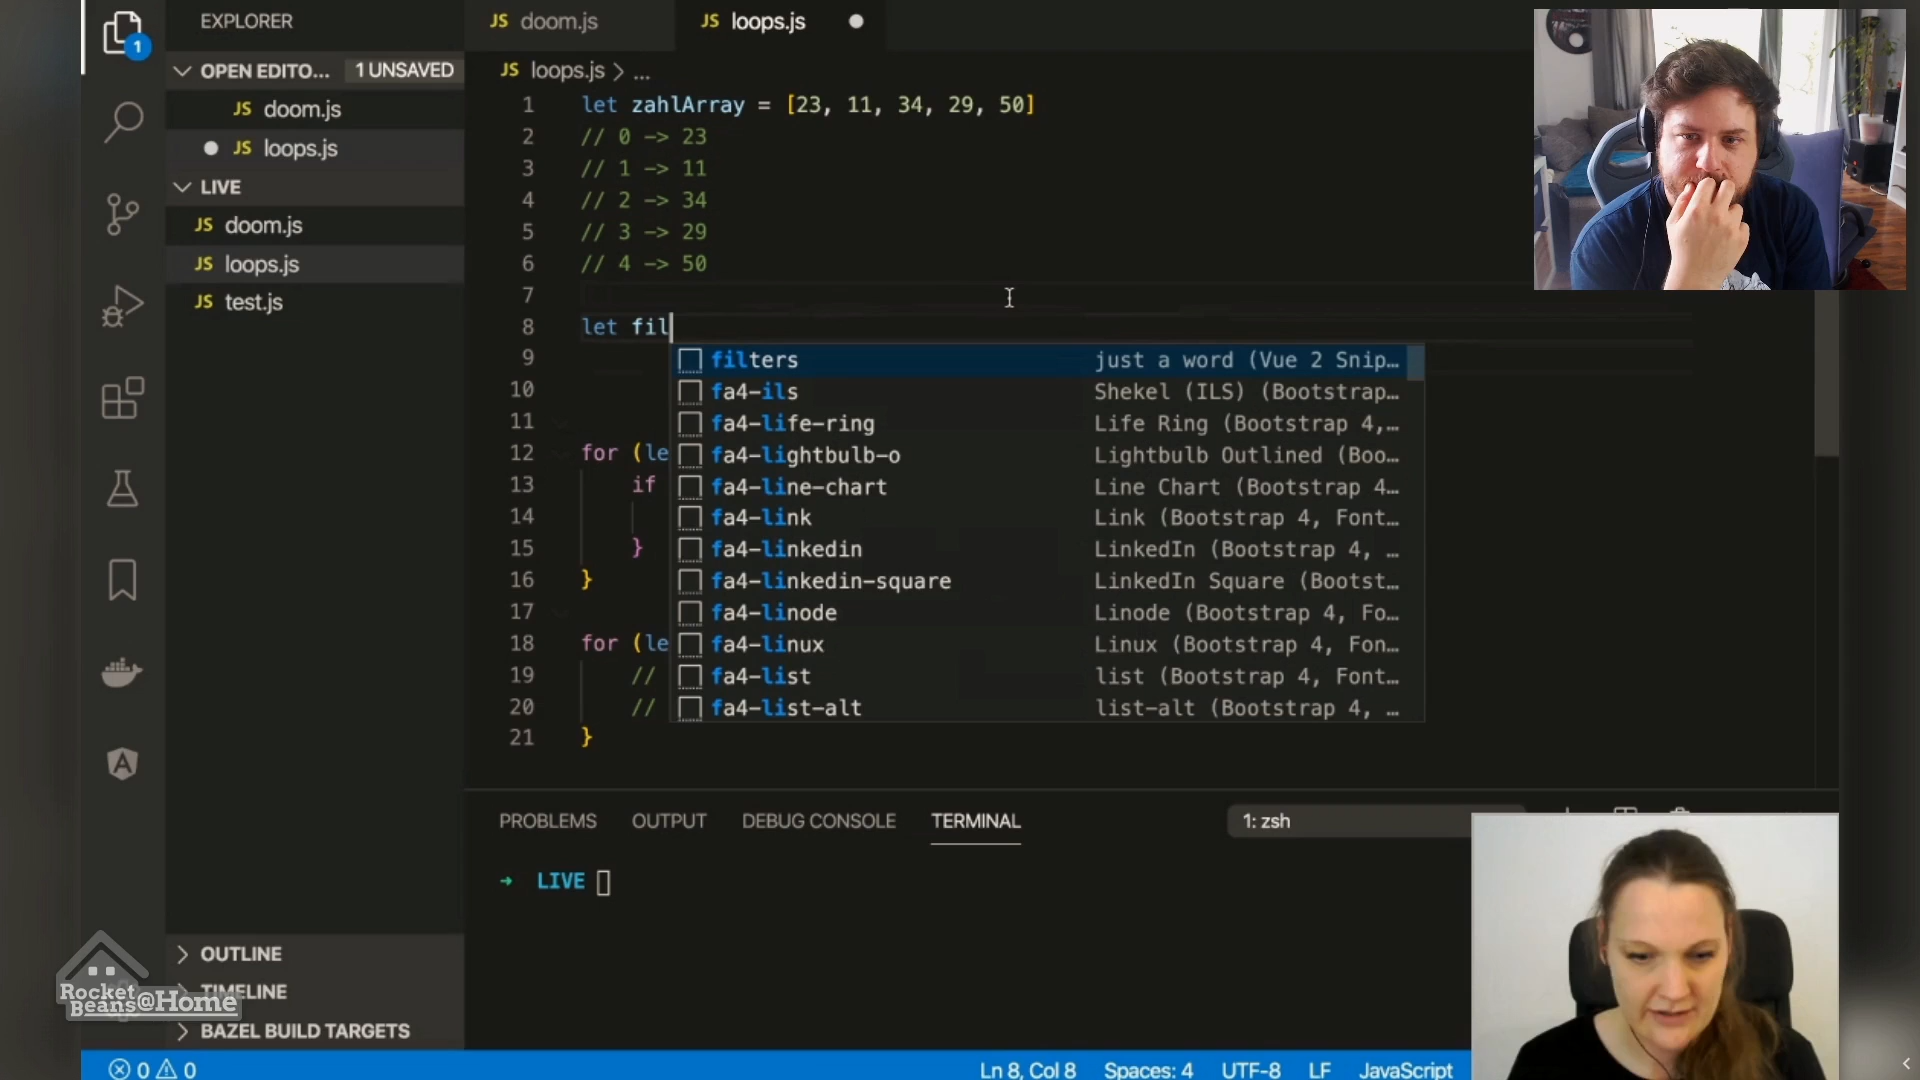 EXPLORER
JS doom.js
JS loops.js
1
OPEN EDITO... 1 UNSAVED
JS doom.js
JS loops.js
LIVE
JS doom.js
JS loops.js
JS test.js
JS loops.js > ...
1 let zahlArray = [23, 11, 34, 29, 50]
2 // 0 -> 23
3 // 1 -> 11
4 // 2 -> 34
5 // 3 -> 29
6 // 4 -> 50
7
8 let fil
9 filters just a word (Vue 2 Snip…
10 fa4-ils Shekel (ILS) (Bootstrap…
11 fa4-life-ring Life Ring (Bootstrap 4,…
12 for (le fa4-lightbulb-o Lightbulb Outlined (Boo…
13 if fa4-line-chart Line Chart (Bootstrap 4…
14 fa4-link Link (Bootstrap 4, Font…
15 } fa4-linkedin LinkedIn (Bootstrap 4, …
16 } fa4-linkedin-square LinkedIn Square (Bootst…
17 fa4-linode Linode (Bootstrap 4, Fo…
18 for (le fa4-linux Linux (Bootstrap 4, Fon…
19 // fa4-list list (Bootstrap 4, Font…
20 // fa4-list-alt list-alt (Bootstrap 4, …
21 }
PROBLEMS OUTPUT DEBUG CONSOLE TERMINAL 1: zsh
➜ LIVE
OUTLINE
TIMELINE
BAZEL BUILD TARGETS
Rocket
Beans@Home
0 0 Ln 8, Col 8 Spaces: 4 UTF-8 LF JavaScript